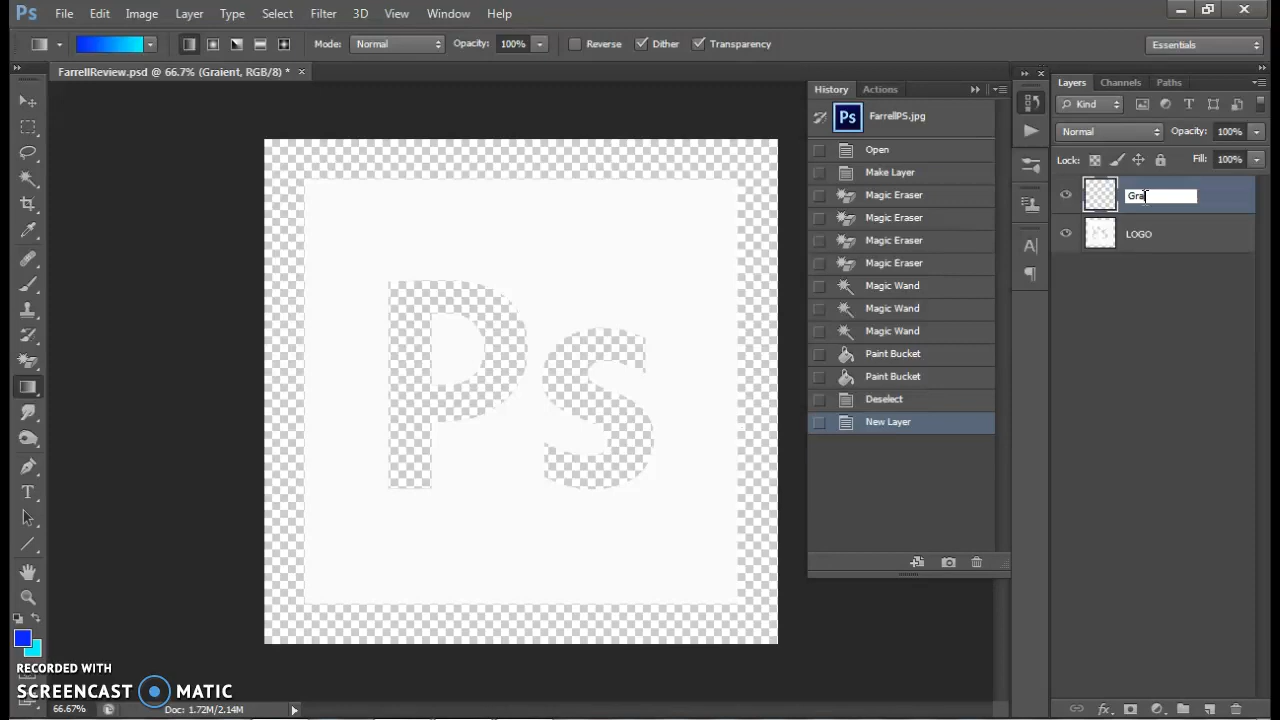 Ps File Edit Image Layer Type Select Filter 3D View Window Help
Mode: Normal Opacity: 100% Reverse Dither Transparency Essentials
FarrellReview.psd @ 66.7% (Graient, RGB/8) * ×
History Actions
Ps FarrellPS.jpg
Open
Make Layer
Magic Eraser
Magic Eraser
Magic Eraser
Magic Eraser
Magic Wand
Magic Wand
Magic Wand
Paint Bucket
Paint Bucket
Deselect
New Layer
Layers Channels Paths
Kind
Normal Opacity: 100%
Lock: Fill: 100%
Gra
LOGO
Ps
RECORDED WITH
SCREENCAST MATIC
66.67% Doc: 1.72M/2.14M